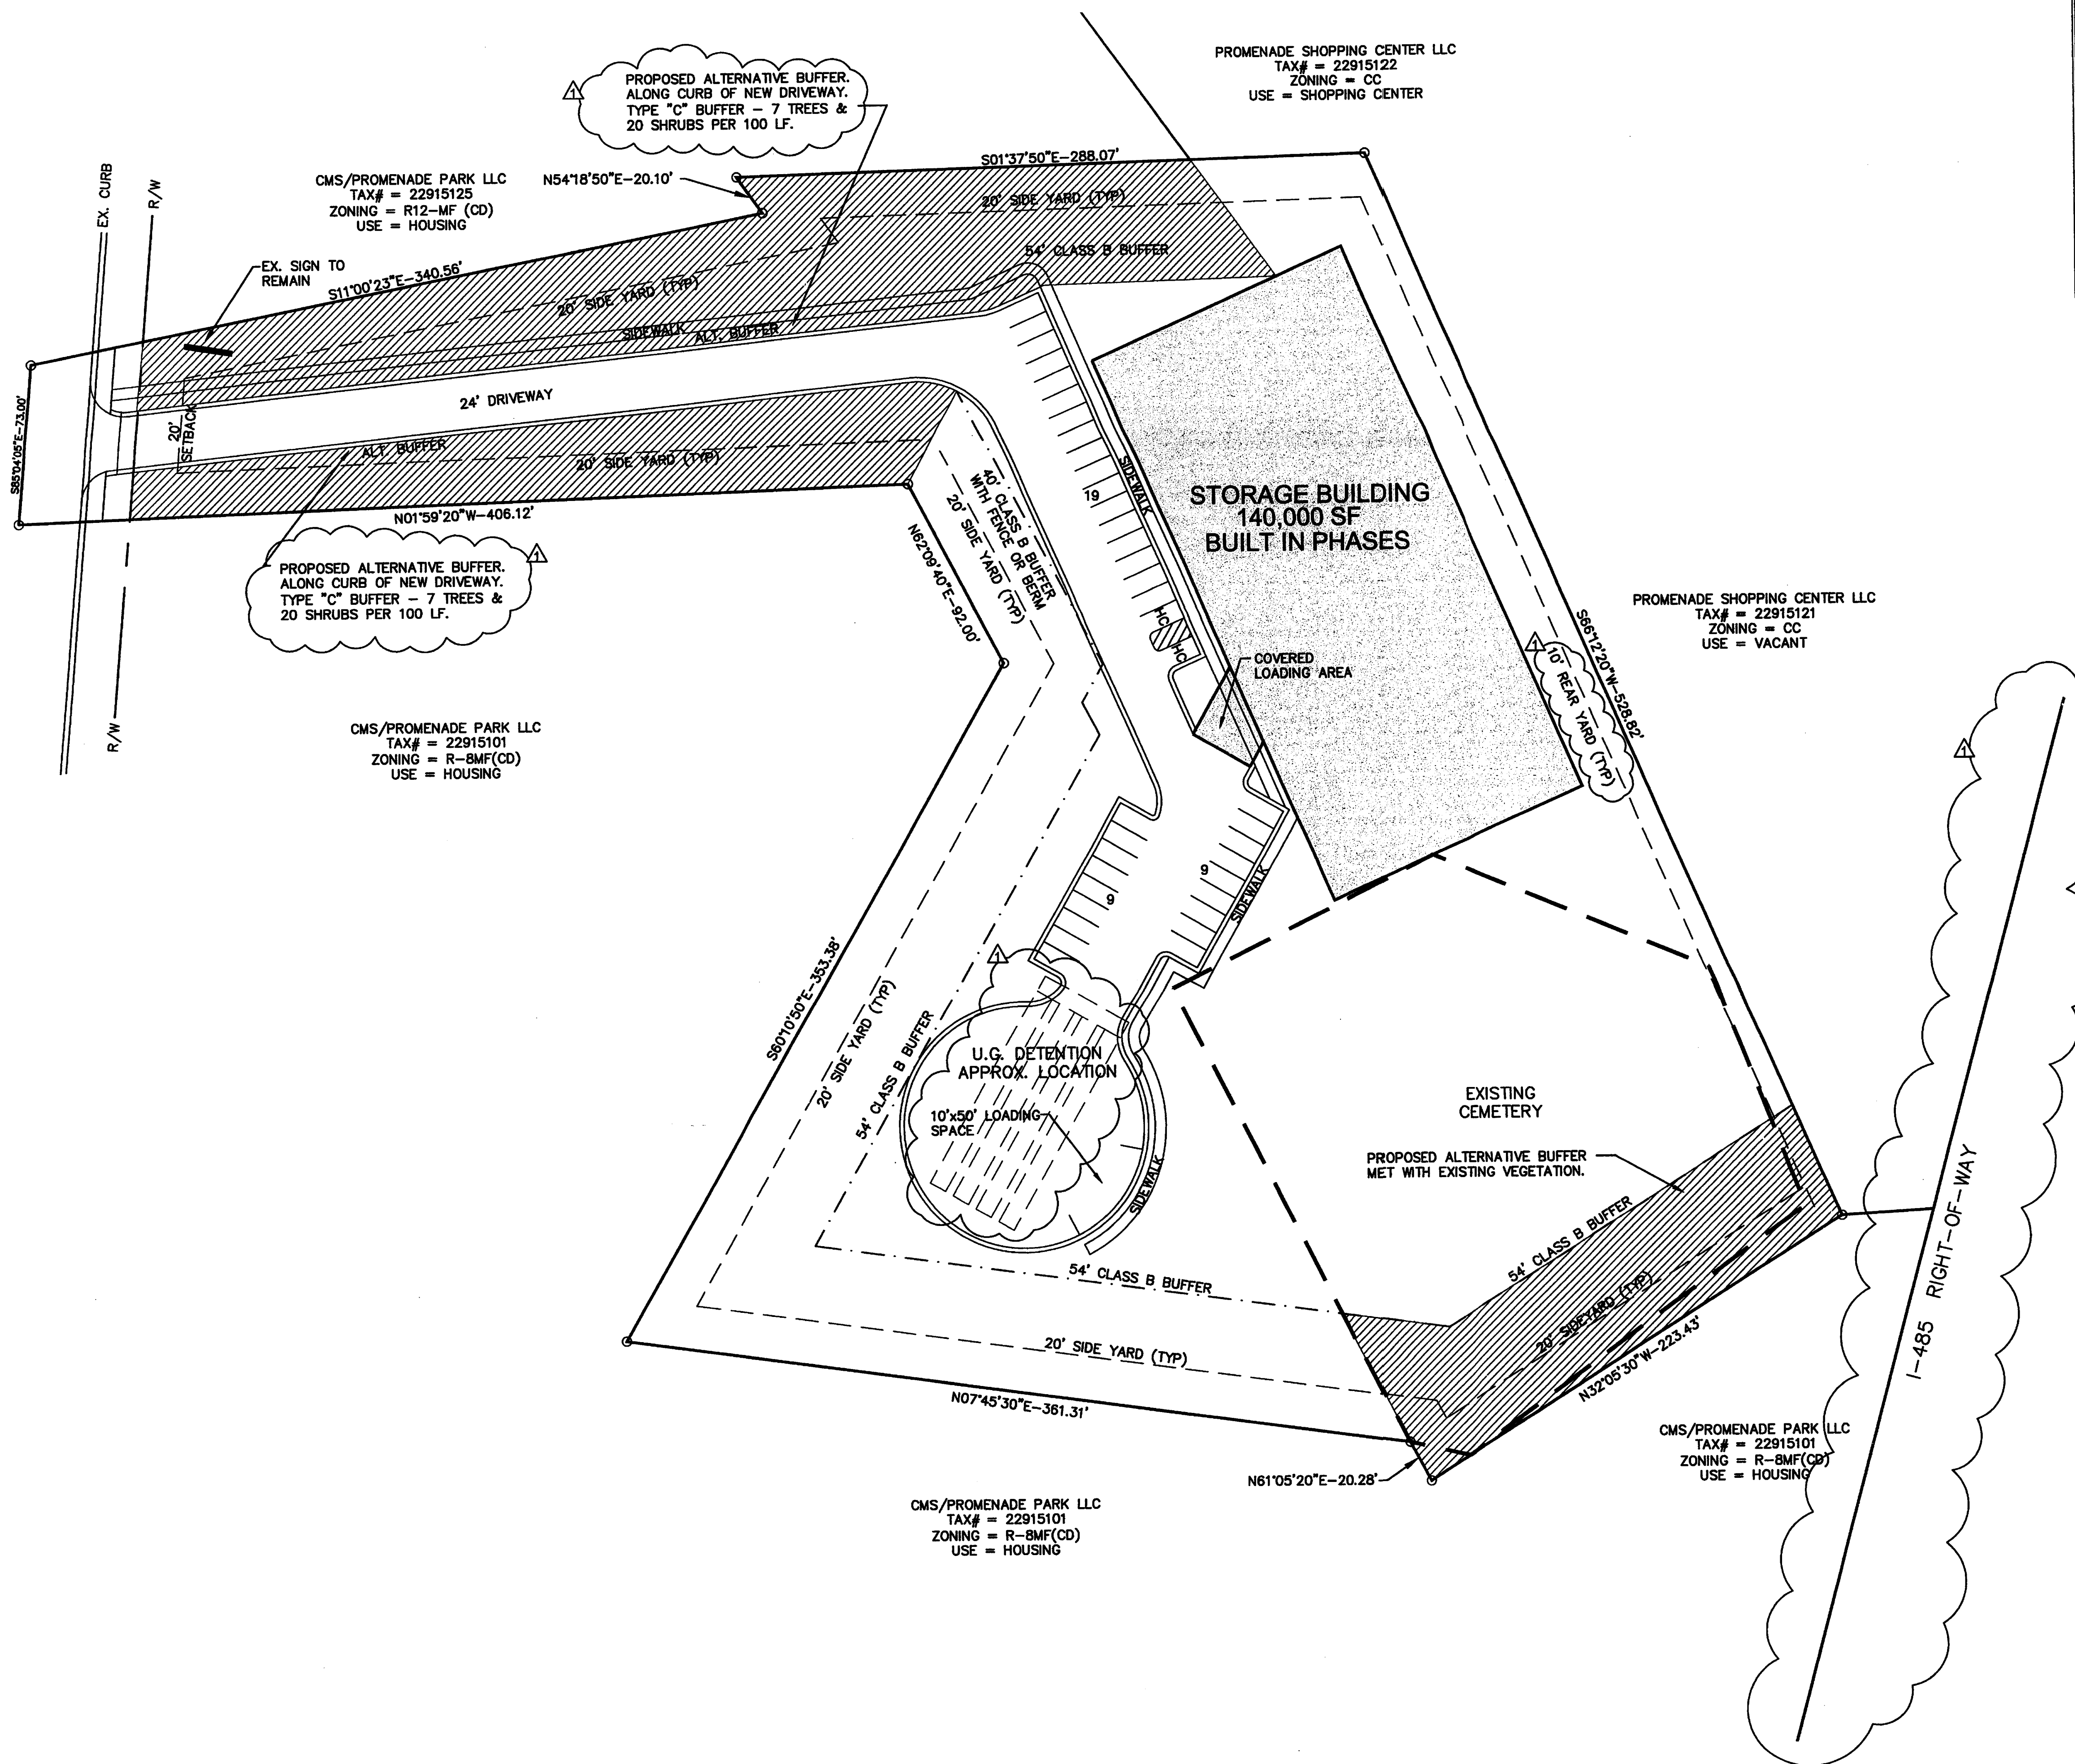 PROMENADE SHOPPING CENTER LLC
TAX# = 22915122
ZONING = CC
USE = SHOPPING CENTER
1
PROPOSED ALTERNATIVE BUFFER.
ALONG CURB OF NEW DRIVEWAY.
TYPE "C" BUFFER - 7 TREES &
20 SHRUBS PER 100 LF.
EX. CURB
R/W
CMS/PROMENADE PARK LLC
TAX# = 22915125
ZONING = R12-MF (CD)
USE = HOUSING
N54°18'50"E-20.10'
S01°37'50"E-288.07'
20' SIDE YARD (TYP)
54' CLASS B BUFFER
EX. SIGN TO
REMAIN
S11°00'23"E-340.56'
20' SIDE YARD (TYP)
SIDEWALK
ALT. BUFFER
24' DRIVEWAY
S85°04'05"E-73.00'
20'
SETBACK
ALT. BUFFER
20' SIDE YARD (TYP)
N01°59'20"W-406.12'
1
PROPOSED ALTERNATIVE BUFFER.
ALONG CURB OF NEW DRIVEWAY.
TYPE "C" BUFFER - 7 TREES &
20 SHRUBS PER 100 LF.
R/W
40' CLASS B BUFFER
WITH FENCE OR BERM
20' SIDE YARD (TYP)
N62°09'40"E-92.00'
19
SIDEWALK
HC
HC
STORAGE BUILDING
140,000 SF
BUILT IN PHASES
COVERED
LOADING AREA
1
10' REAR YARD (TYP)
S66°12'20"W-528.82'
PROMENADE SHOPPING CENTER LLC
TAX# = 22915121
ZONING = CC
USE = VACANT
1
CMS/PROMENADE PARK LLC
TAX# = 22915101
ZONING = R-8MF(CD)
USE = HOUSING
9
9
SIDEWALK
1
S60°10'50"E-353.38'
20' SIDE YARD (TYP)
54' CLASS B BUFFER
U.G. DETENTION
APPROX. LOCATION
10'x50' LOADING
SPACE
SIDEWALK
EXISTING
CEMETERY
PROPOSED ALTERNATIVE BUFFER
MET WITH EXISTING VEGETATION.
54' CLASS B BUFFER
54' CLASS B BUFFER
20' SIDEYARD (TYP)
N32°05'30"W-223.43'
I-485 RIGHT-OF-WAY
20' SIDE YARD (TYP)
N07°45'30"E-361.31'
N61°05'20"E-20.28'
CMS/PROMENADE PARK LLC
TAX# = 22915101
ZONING = R-8MF(CD)
USE = HOUSING
CMS/PROMENADE PARK LLC
TAX# = 22915101
ZONING = R-8MF(CD)
USE = HOUSING